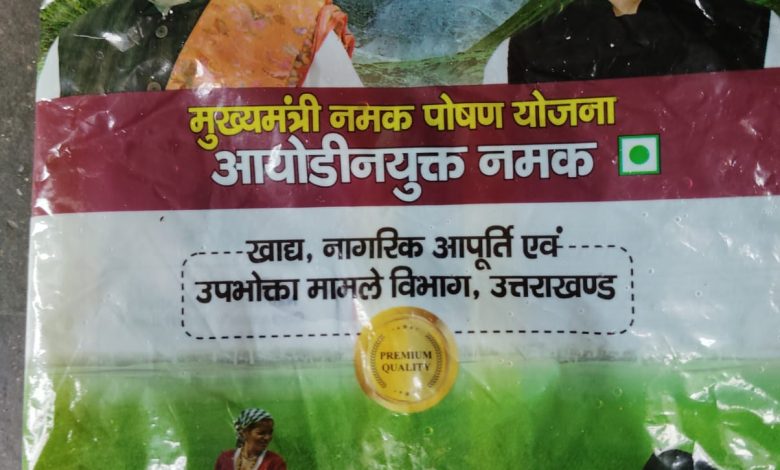 मुख्यमंत्री नमक पोषण योजना
आयोडीनयुक्त नमक
खाद्य, नागरिक आपूर्ति एवं
उपभोक्ता मामले विभाग, उत्तराखण्ड
PREMIUM
QUALITY